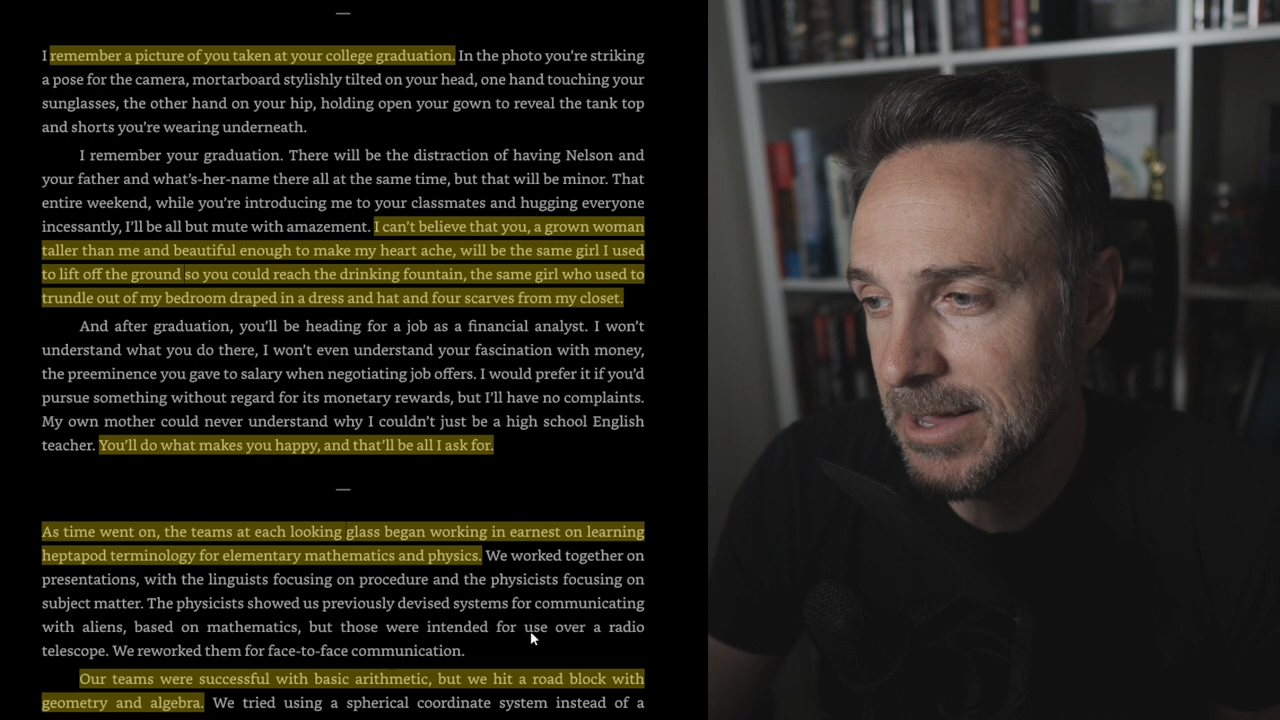 I remember a picture of you taken at your college graduation. In the photo you're striking
a pose for the camera, mortarboard stylishly tilted on your head, one hand touching your
sunglasses, the other hand on your hip, holding open your gown to reveal the tank top
and shorts you're wearing underneath.
I remember your graduation. There will be the distraction of having Nelson and
your father and what's-her-name there all at the same time, but that will be minor. That
entire weekend, while you're introducing me to your classmates and hugging everyone
incessantly, I'll be all but mute with amazement. I can't believe that you, a grown woman
taller than me and beautiful enough to make my heart ache, will be the same girl I used
to lift off the ground so you could reach the drinking fountain, the same girl who used to
trundle out of my bedroom draped in a dress and hat and four scarves from my closet.
And after graduation, you'll be heading for a job as a financial analyst. I won't
understand what you do there, I won't even understand your fascination with money,
the preeminence you gave to salary when negotiating job offers. I would prefer it if you'd
pursue something without regard for its monetary rewards, but I'll have no complaints.
My own mother could never understand why I couldn't just be a high school English
teacher. You'll do what makes you happy, and that'll be all I ask for.
As time went on, the teams at each looking glass began working in earnest on learning
heptapod terminology for elementary mathematics and physics. We worked together on
presentations, with the linguists focusing on procedure and the physicists focusing on
subject matter. The physicists showed us previously devised systems for communicating
with aliens, based on mathematics, but those were intended for use over a radio
telescope. We reworked them for face-to-face communication.
Our teams were successful with basic arithmetic, but we hit a road block with
geometry and algebra. We tried using a spherical coordinate system instead of a